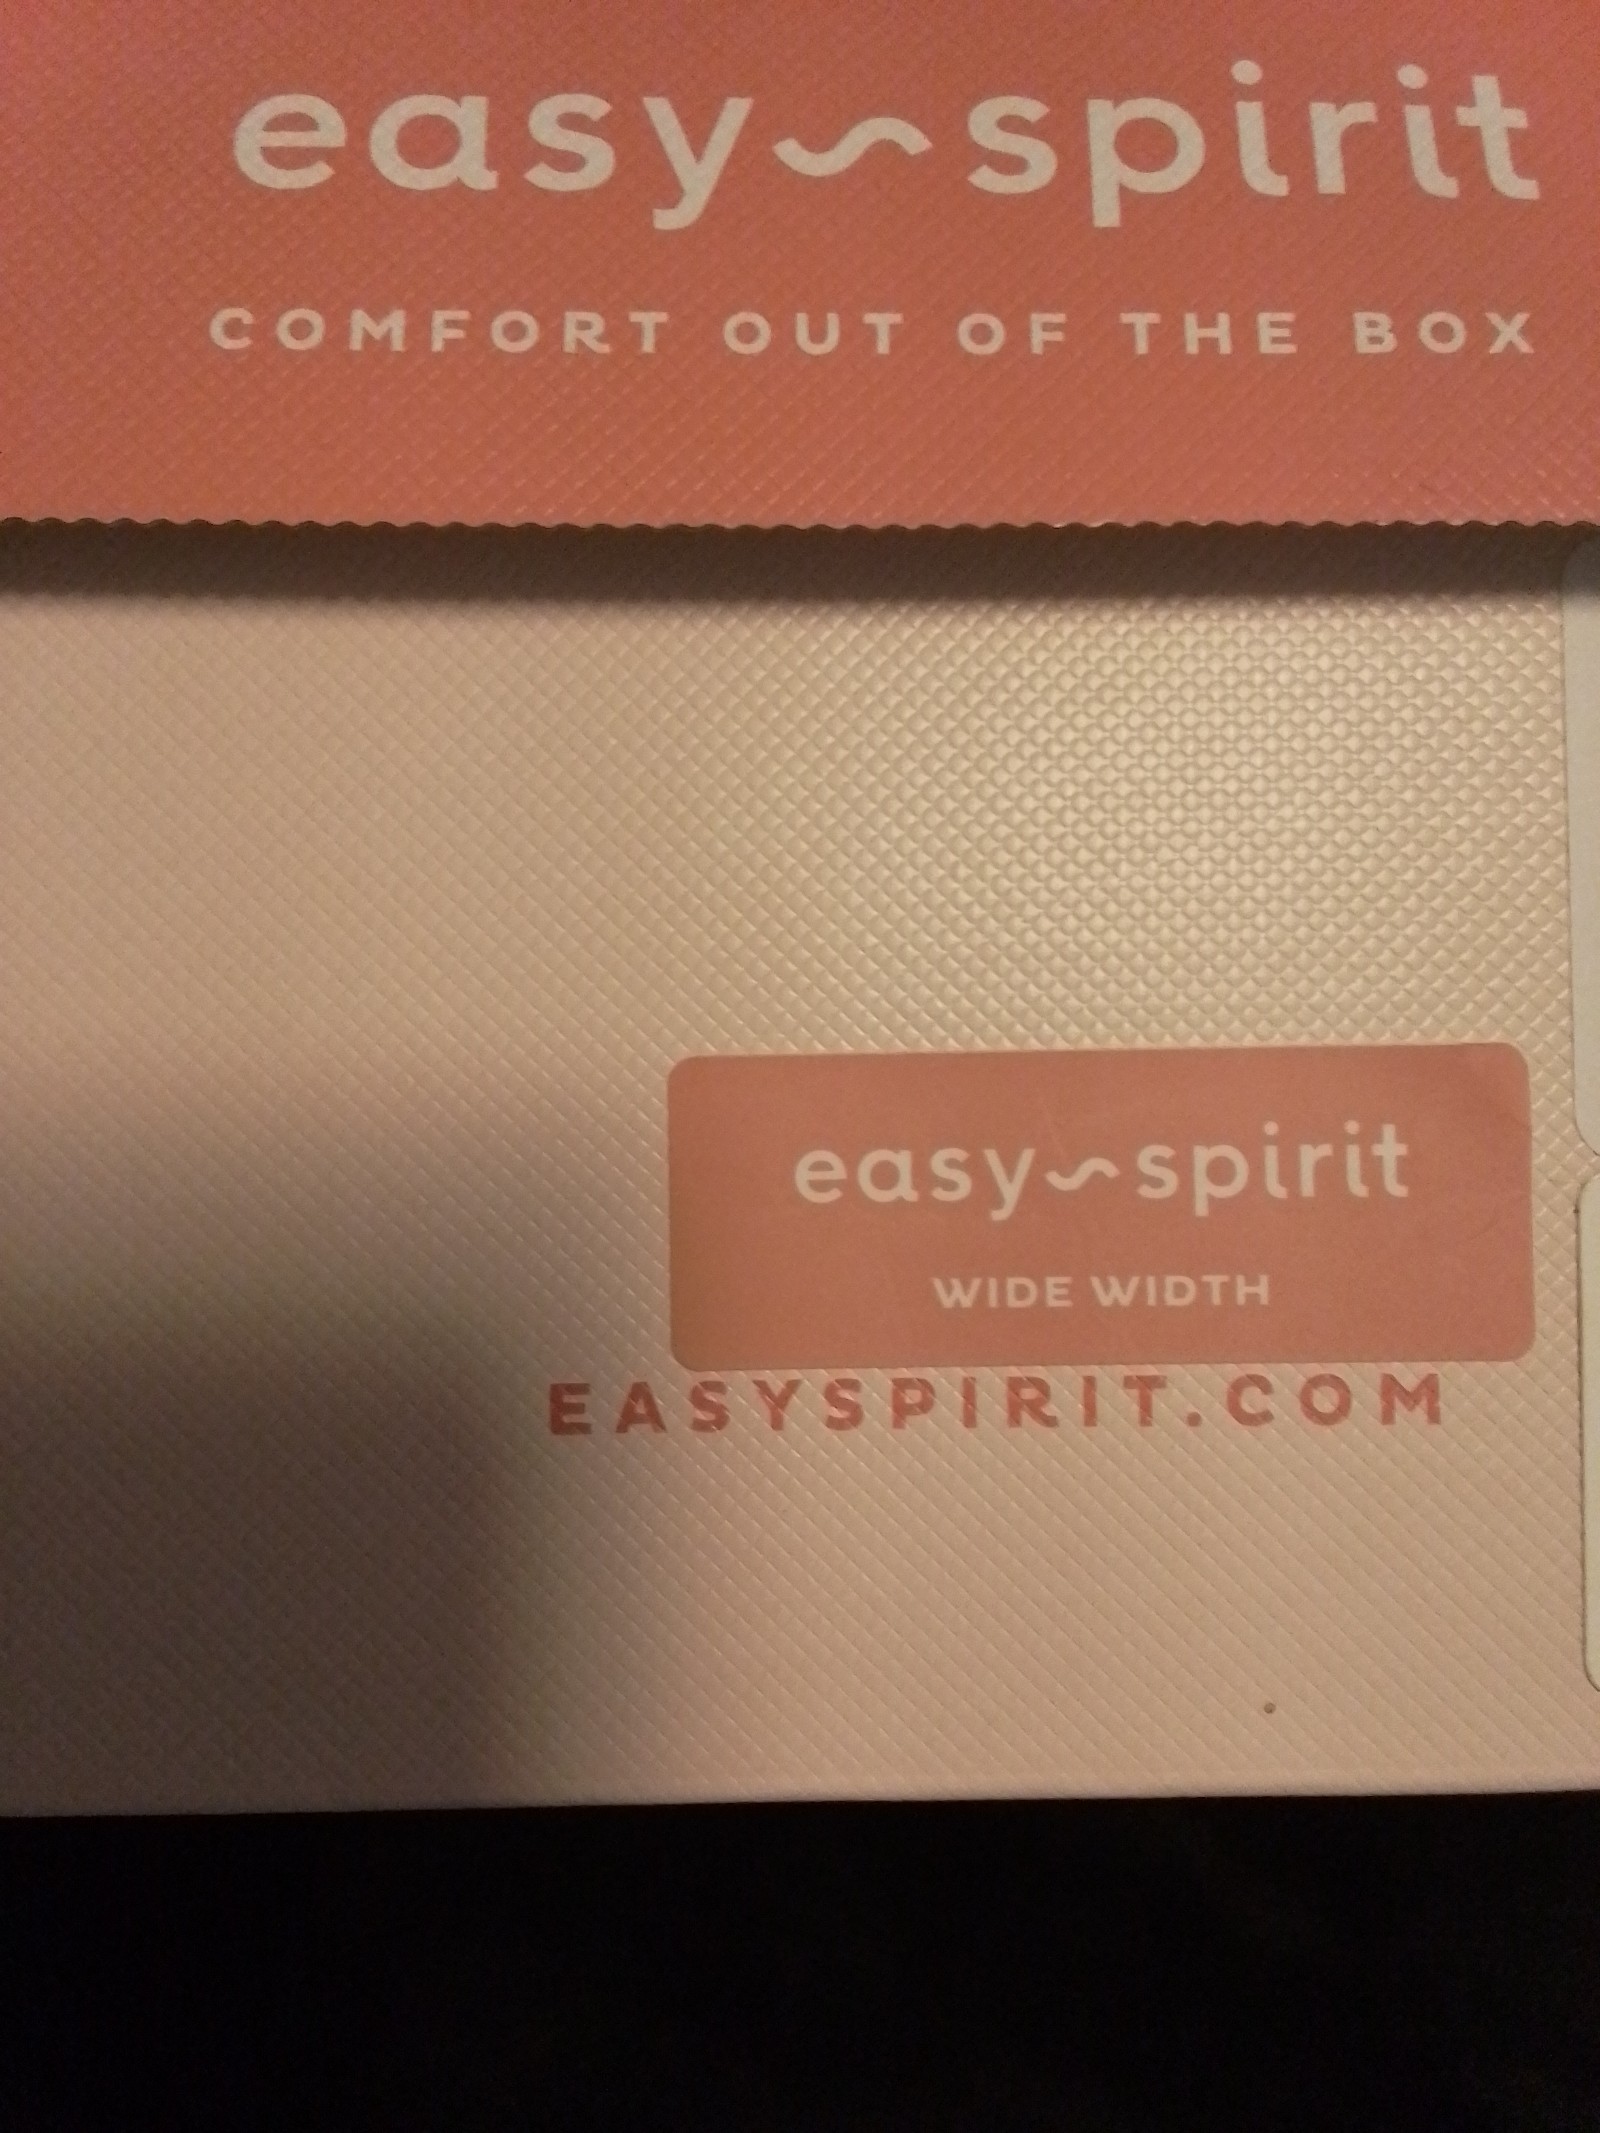 easy~spirit
COMFORT OUT OF THE BOX
easy~spirit
WIDE WIDTH
EASYSPIRIT.COM